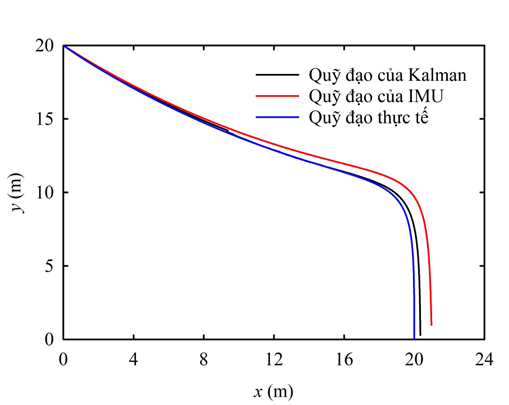 20
15
10
5
0
y (m)
Quỹ đạo của Kalman
Quỹ đạo của IMU
Quỹ đạo thực tế
0 4 8 12 16 20 24
x (m)